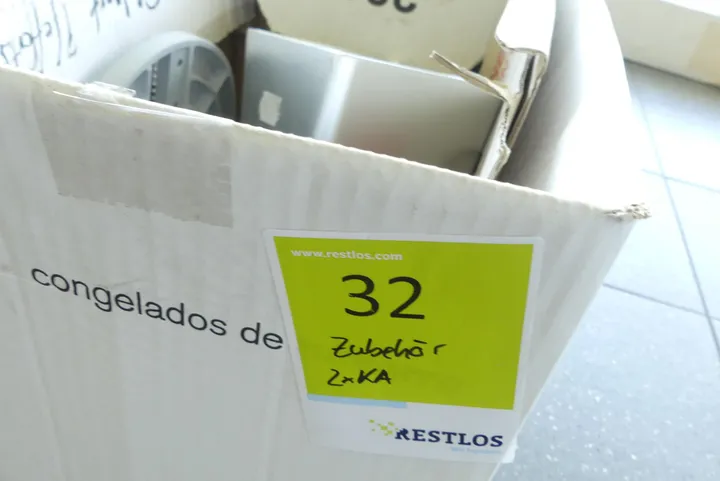 www.restlos.com
32
Zubehör
2xKA
congelados de
RESTLOS